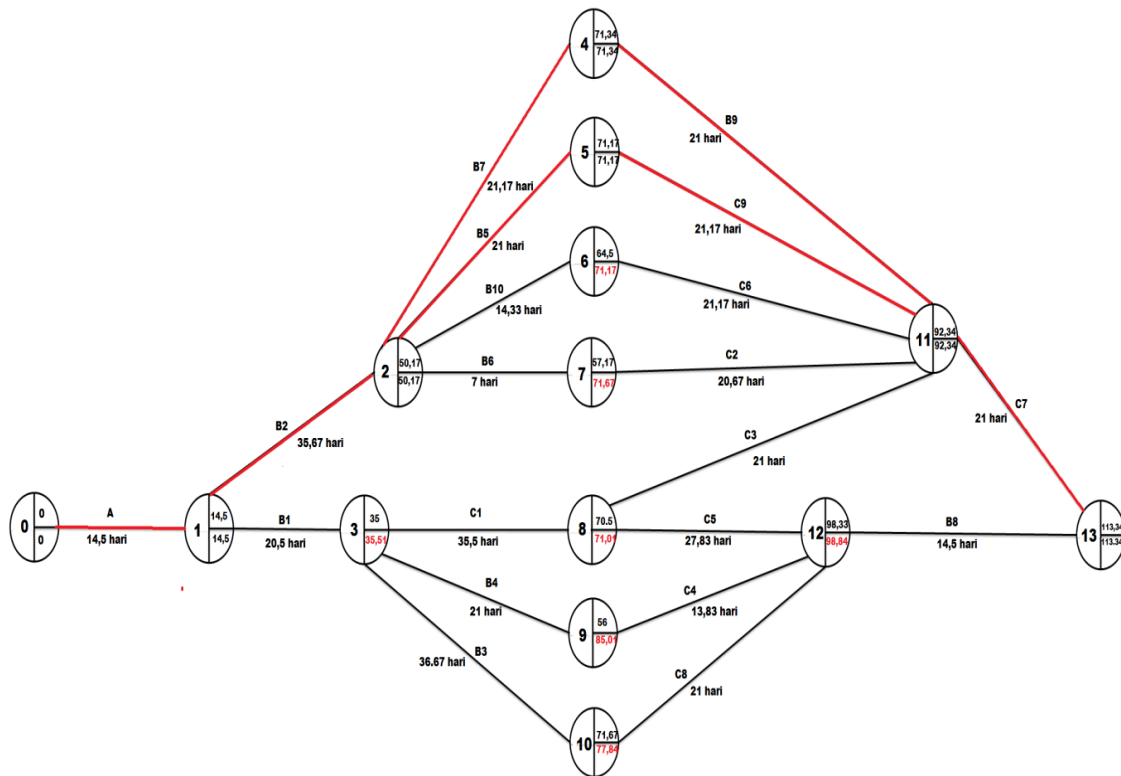 4
71,34
71,34
B9
21 hari
5
71,17
71,17
B7
21,17 hari
C9
21,17 hari
B5
21 hari
6
64,5
71,17
B10
14,33 hari
C6
21,17 hari
11
92,34
92,34
2
50,17
50,17
B6
7 hari
7
57,17
71,67
C2
20,67 hari
C7
21 hari
B2
35,67 hari
C3
21 hari
0
0
0
A
14,5 hari
1
14,5
14,5
B1
20,5 hari
3
35
35,51
C1
35,5 hari
8
70.5
71,01
C5
27,83 hari
12
98,33
98,84
B8
14,5 hari
13
113,34
113.34
B4
21 hari
9
56
85,01
C4
13,83 hari
B3
36.67 hari
C8
21 hari
10
71,67
77,84